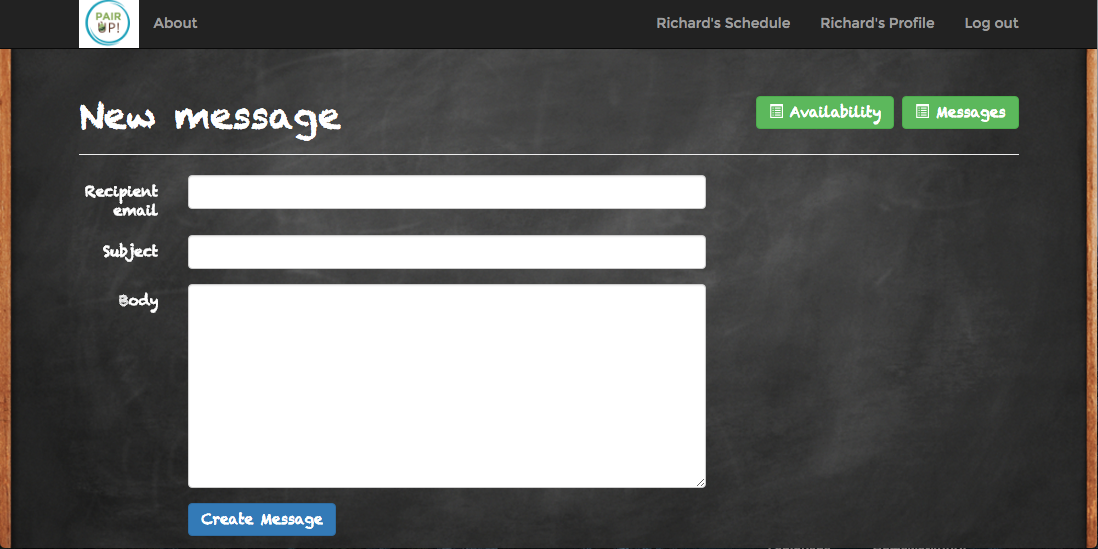 PAIR
UP!
About
Richard's Schedule
Richard's Profile
Log out
New message
Availability
Messages
Recipient
email
Subject
Body
Create Message